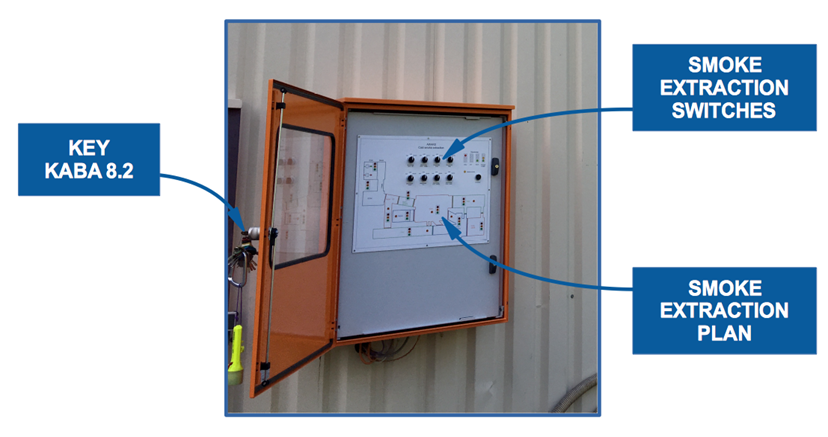 SMOKE
EXTRACTION
SWITCHES
KEY
KABA 8.2
SMOKE
EXTRACTION
PLAN